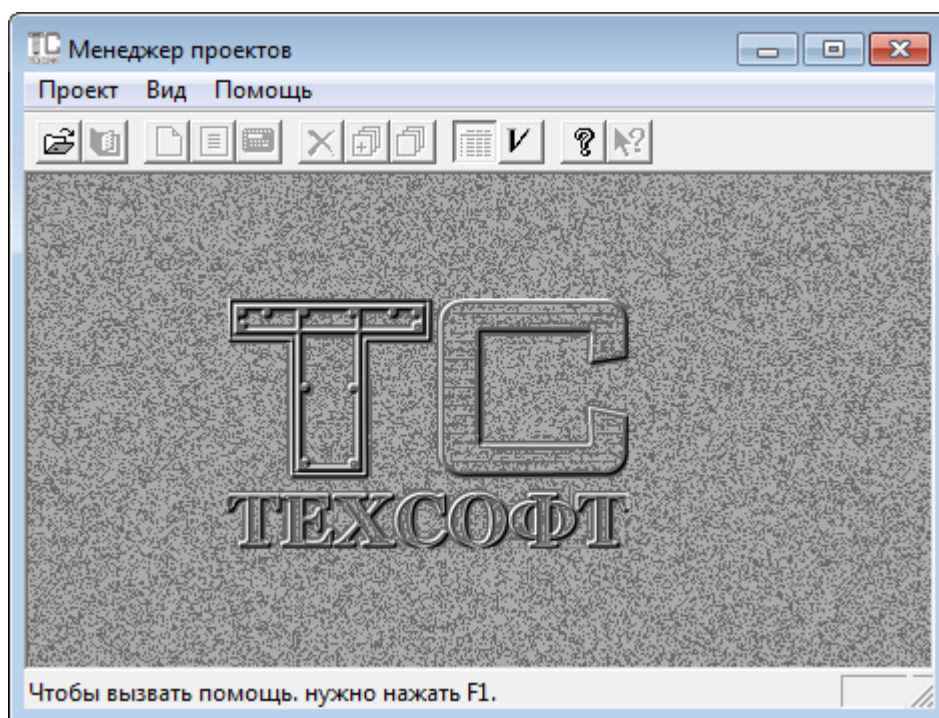 Менеджер проектов
Проект Вид Помощь
V
ТС
ТЕХСОФТ
Чтобы вызвать помощь. нужно нажать F1.